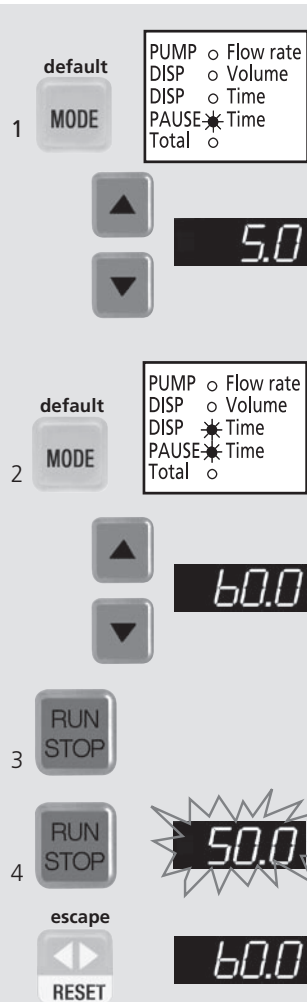 default
PUMP Flow rate
DISP Volume
DISP Time
PAUSE Time
Total
1 MODE
5.0
default
PUMP Flow rate
DISP Volume
DISP Time
PAUSE Time
Total
2 MODE
60.0
3 RUN STOP
4 RUN STOP
50.0
escape
RESET
60.0